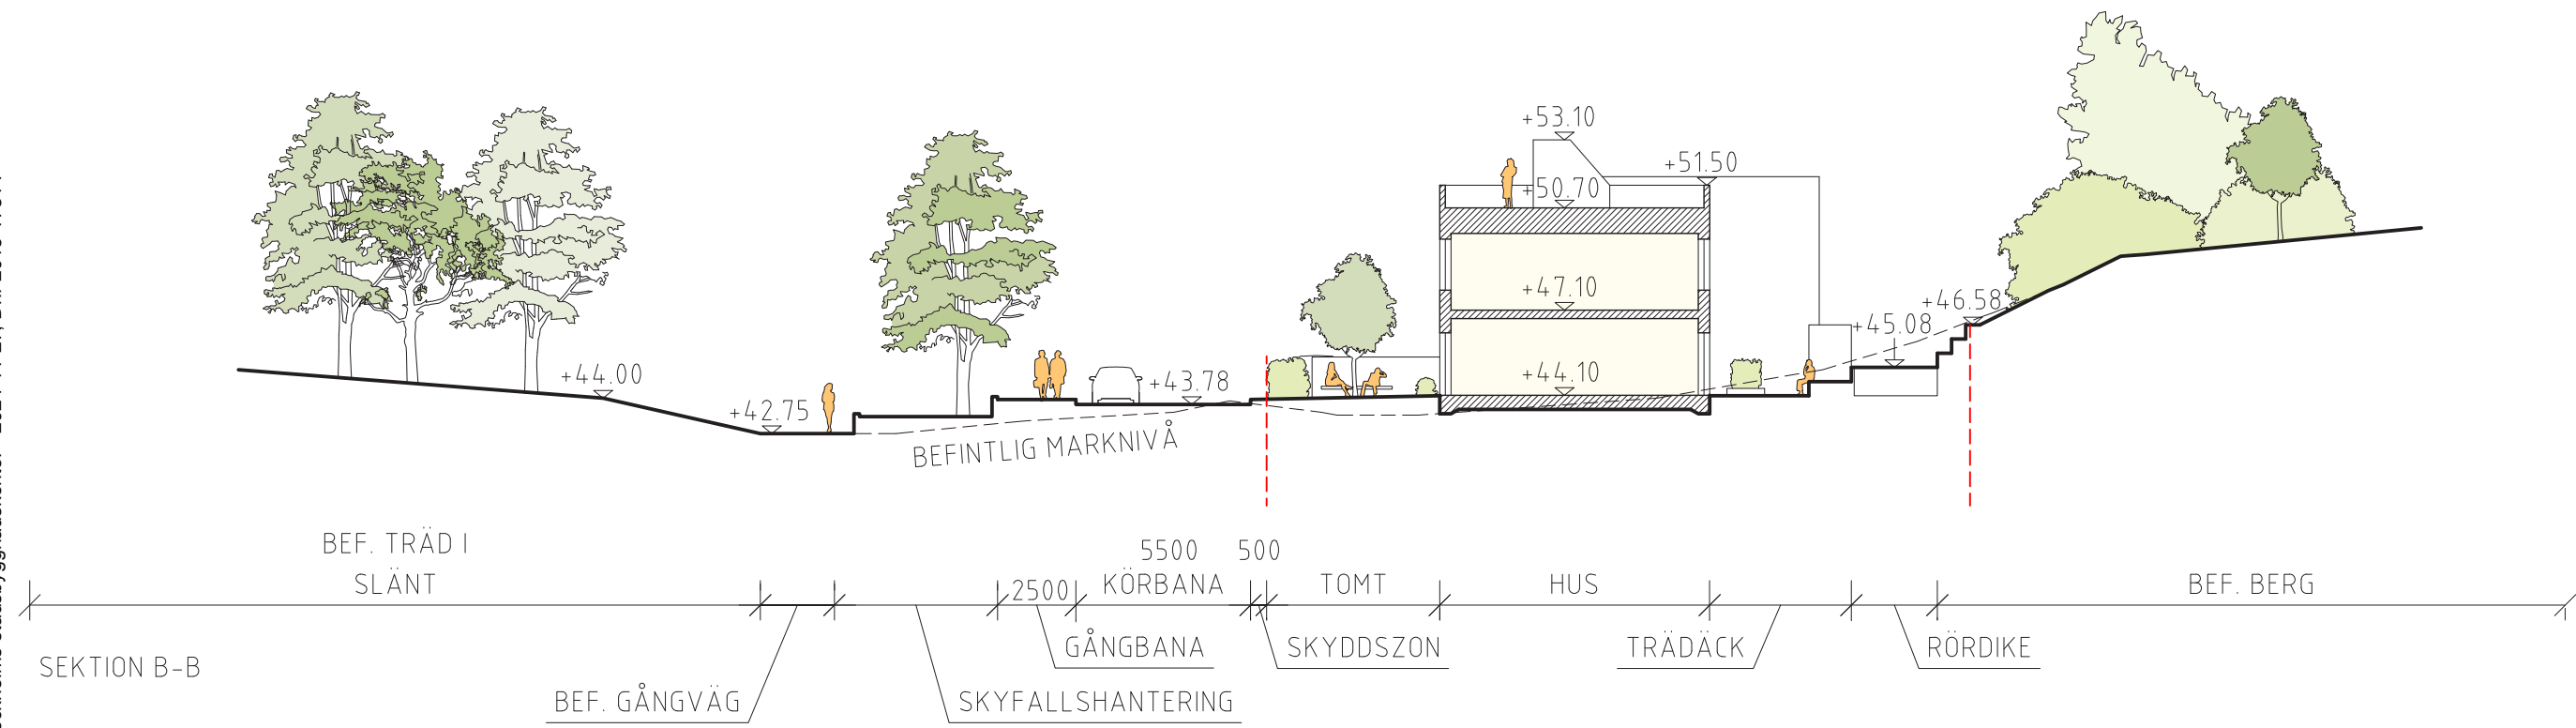 +53.10
+51.50
+50.70
+47.10
+46.58
+45.08
+44.10
+44.00
+43.78
+42.75
BEFINTLIG MARKNIVÅ
BEF. TRÄD I
SLÄNT
2500
5500
KÖRBANA
500
TOMT
HUS
BEF. BERG
GÅNGBANA
SKYDDSZON
TRÄDÄCK
RÖRDIKE
SEKTION B-B
BEF. GÅNGVÄG
SKYFALLSHANTERING